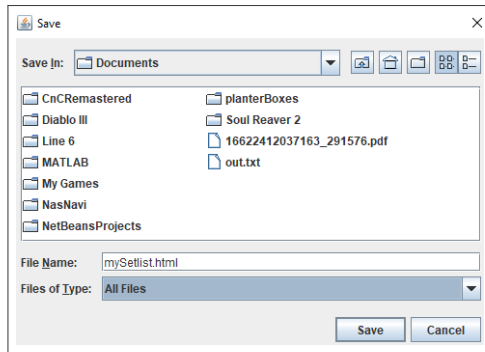 Save
Save In: Documents
CnCRemastered
Diablo III
Line 6
MATLAB
My Games
NasNavi
NetBeansProjects
planterBoxes
Soul Reaver 2
16622412037163_291576.pdf
out.txt
File Name: mySetlist.html
Files of Type: All Files
Save Cancel